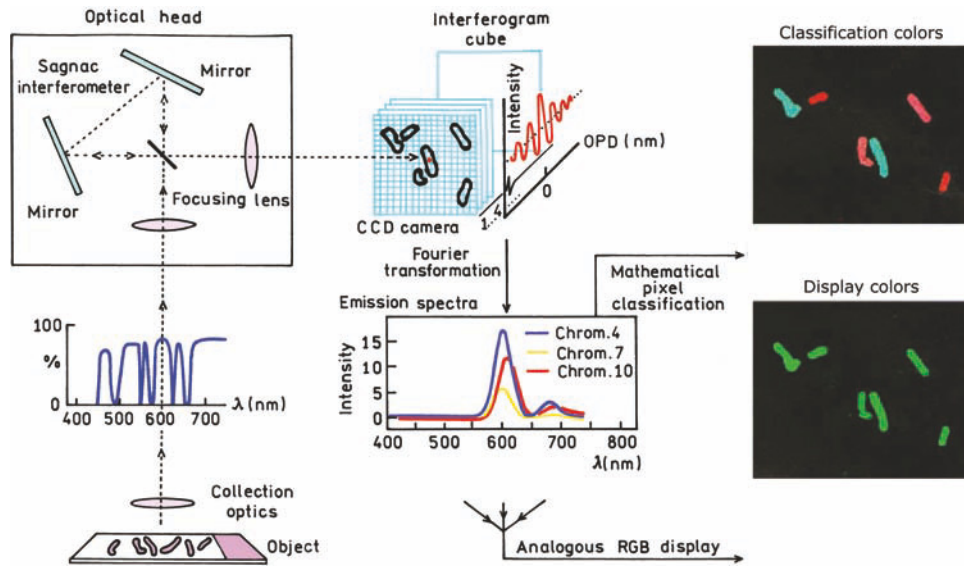 Optical head
Sagnac
interferometer
Mirror
Mirror
Focusing lens
Interferogram
cube
Intensity
OPD (nm)
0
1.4
CCD camera
Fourier
transformation
Mathematical
pixel
classification
Emission spectra
Intensity
15
10
5
0
Chrom.4
Chrom.7
Chrom.10
400 500 600 700 800
λ(nm)
100
%
0
400 500 600 700 λ(nm)
Collection
optics
Object
Analogous RGB display
Classification colors
Display colors